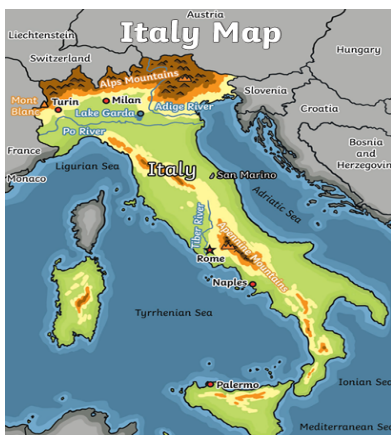 Austria
Italy Map
Liechtenstein
Switzerland
Hungary
Alps Mountains
Slovenia
Mont
Blanc
Turin
Milan
Adige River
Lake Garda
Croatia
Po River
Bosnia
and
Herzegovin
France
Monaco
Ligurian Sea
Italy
San Marino
Adriatic Sea
Tiber River
Apennine Mountains
Rome
Naples
Tyrrhenian Sea
Palermo
Ionian Sea
Mediterranean Sea